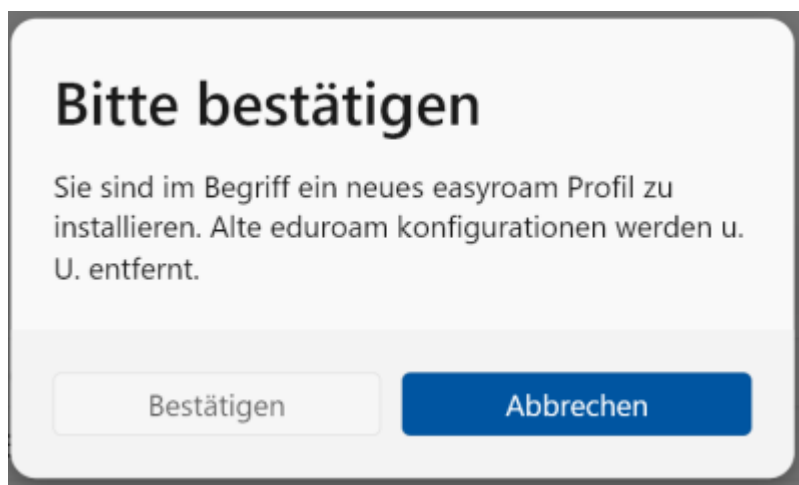 Bitte bestätigen
Sie sind im Begriff ein neues easyroam Profil zu
installieren. Alte eduroam konfigurationen werden u.
U. entfernt.
Bestätigen
Abbrechen